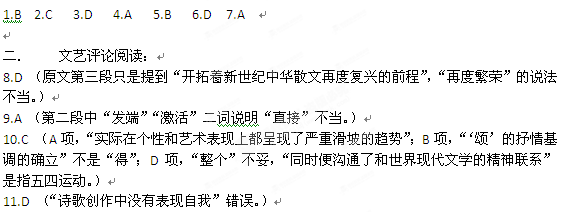 1.B 2.C 3.D 4.A 5.B 6.D 7.A
二. 文艺评论阅读:
8.D (原文第三段只是提到“开拓着新世纪中华散文再度复兴的前程”,“再度繁荣”的说法
不当。)
9.A (第二段中“发端”“激活”二词说明“直接”不当。)
10.C (A 项,“实际在个性和艺术表现上都呈现了严重滑坡的趋势”; B 项,“‘颂’的抒情基
调的确立”不是“得”; D 项,“整个”不妥,“同时便沟通了和世界现代文学的精神联系”
是指五四运动。)
11.D (“诗歌创作中没有表现自我”错误。)